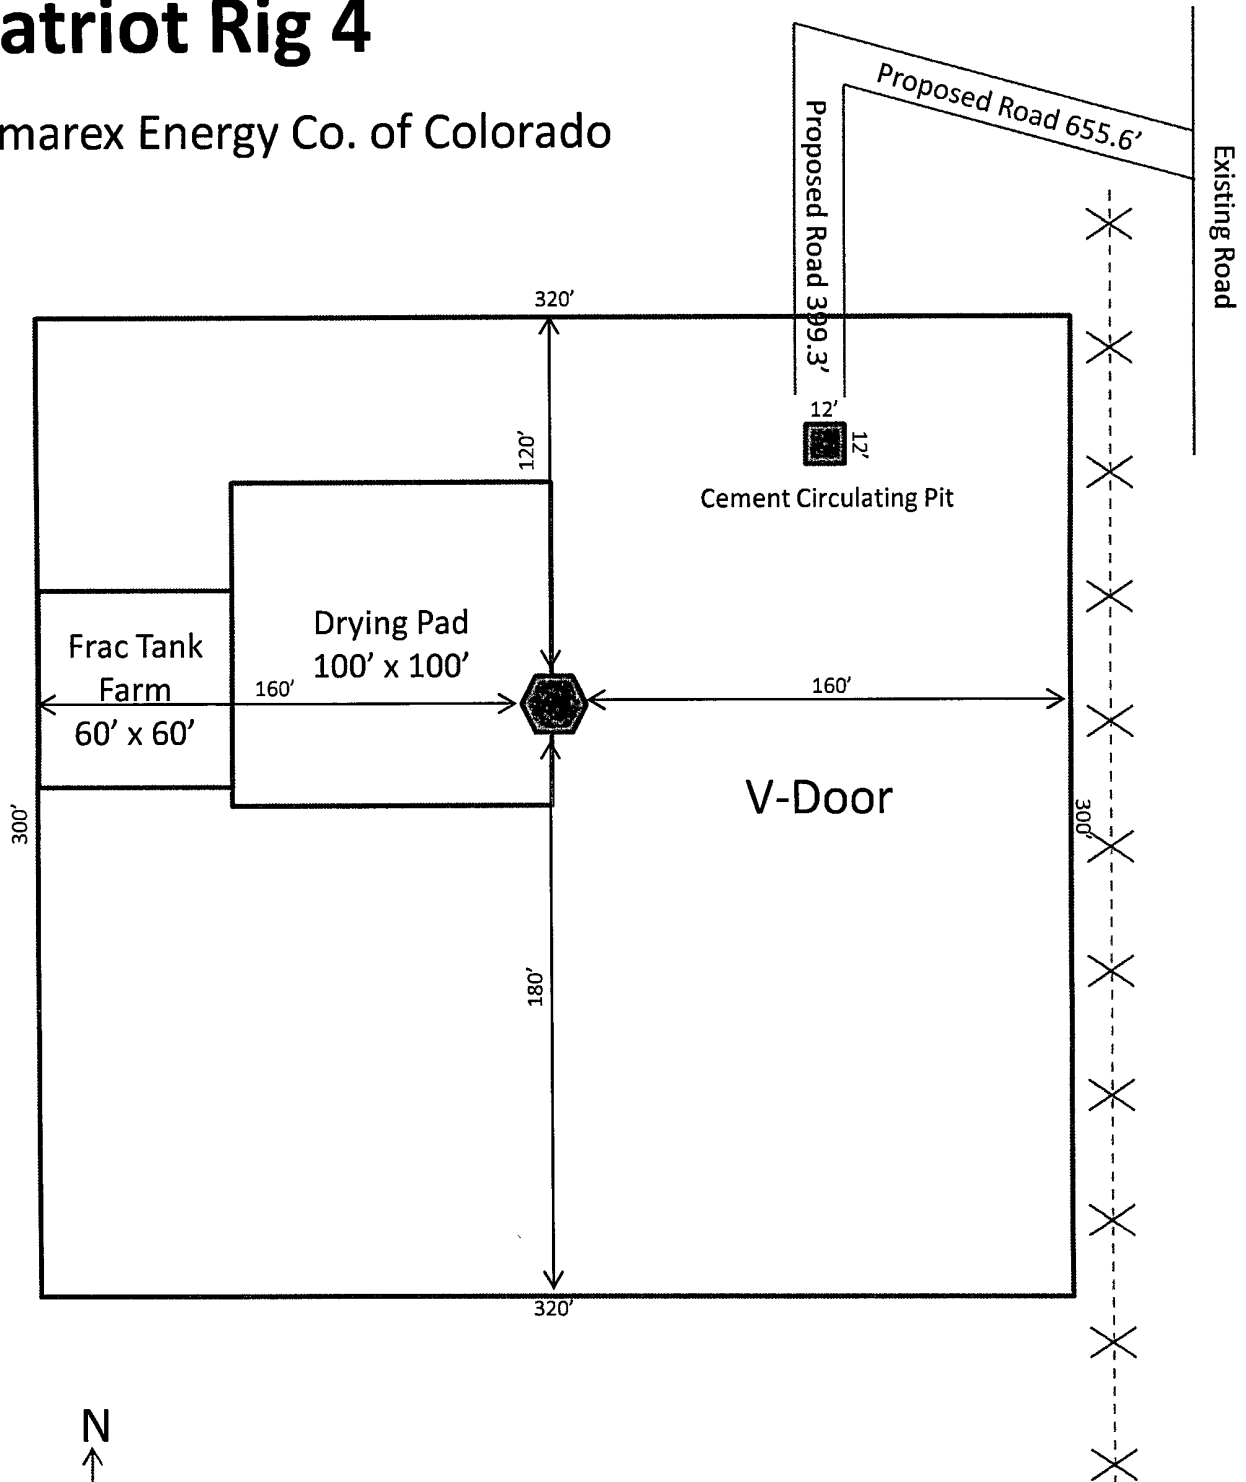 atriot Rig 4
marex Energy Co. of Colorado
Proposed Road 655.6'
Proposed Road 399.3'
Existing Road
320'
120'
12'
12'
Cement Circulating Pit
Drying Pad
100' x 100'
Frac Tank
Farm
60' x 60'
160'
160'
V-Door
300'
300'
180'
320'
N